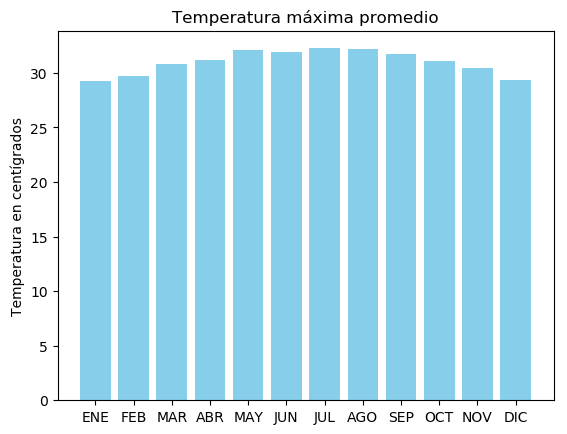 Temperatura máxima promedio
Temperatura en centígrados
30
25
20
15
10
5
0
ENE FEB MAR ABR MAY JUN JUL AGO SEP OCT NOV DIC